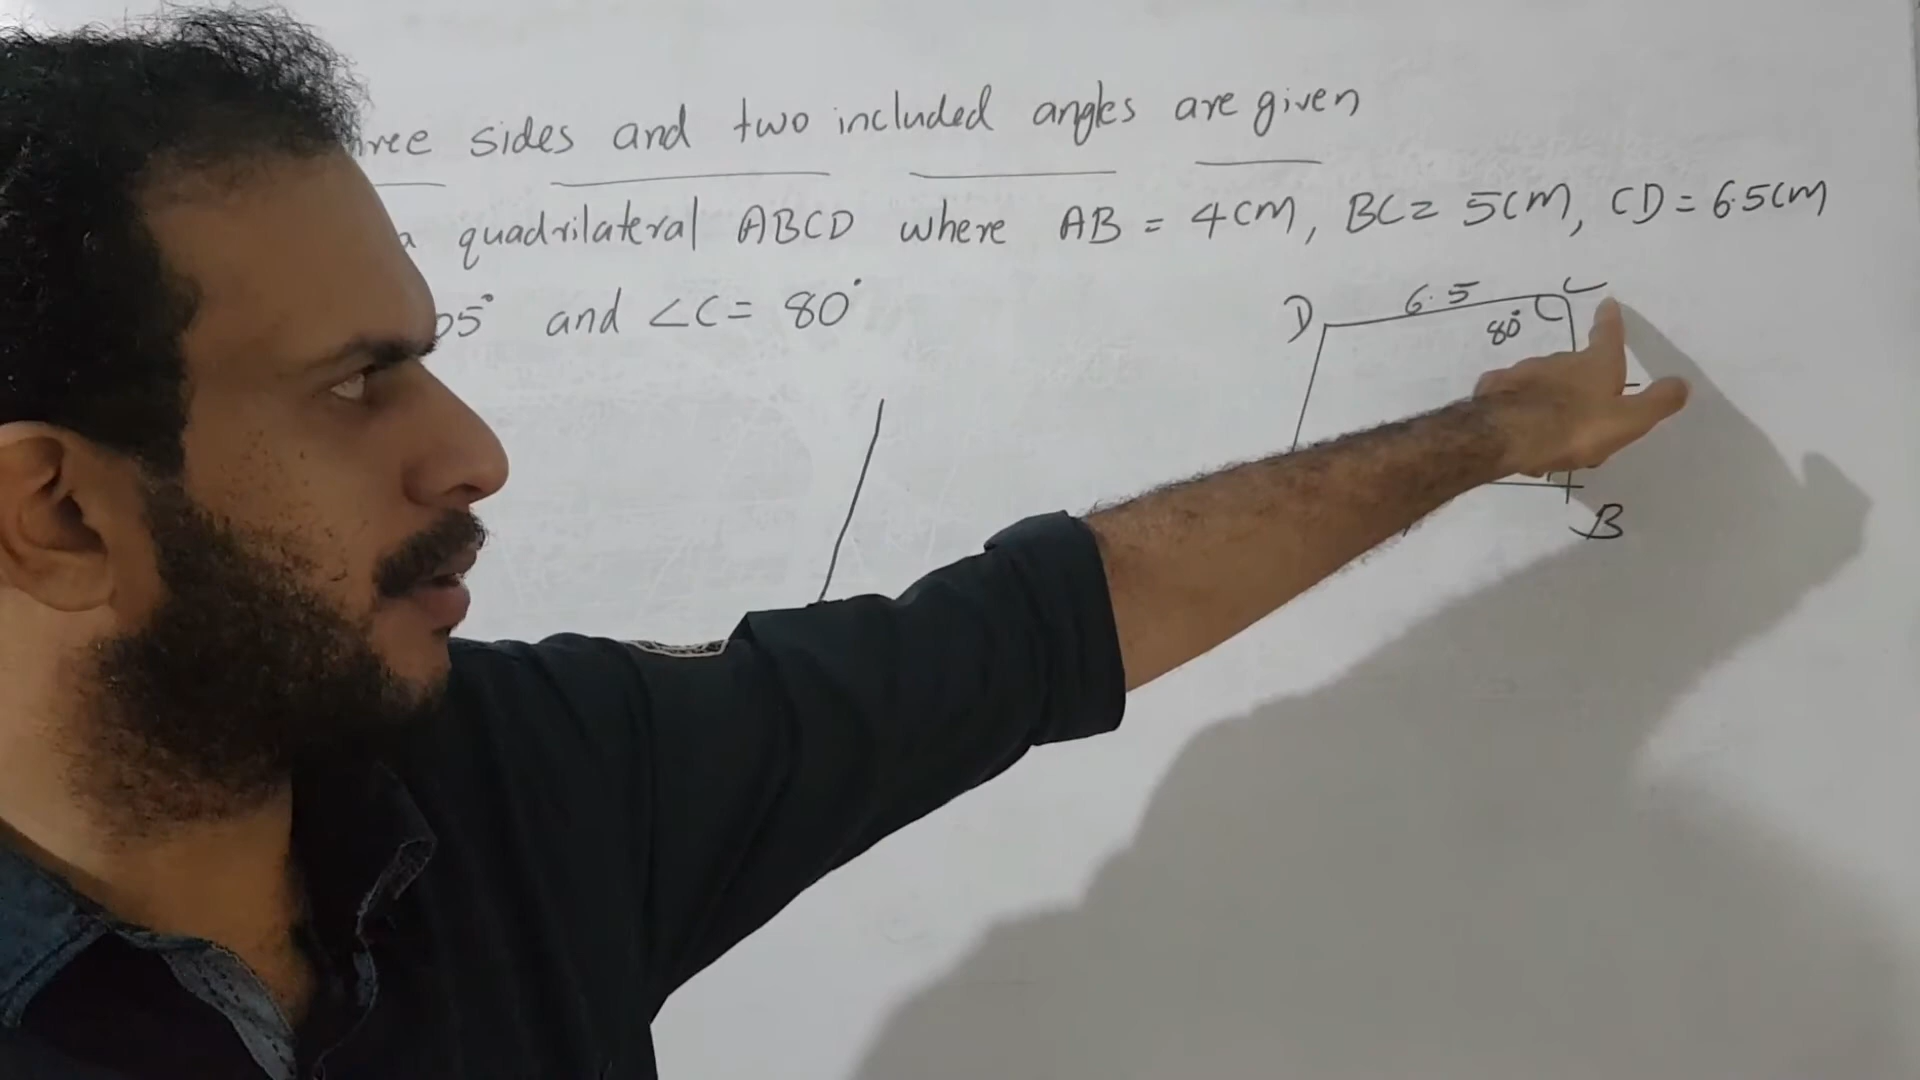 sides and two included angles are given
a quadrilateral ABCD where AB = 4cm, BC = 5cm, CD = 6.5cm
05° and ∠C = 80°
D 6.5 C
80°
B